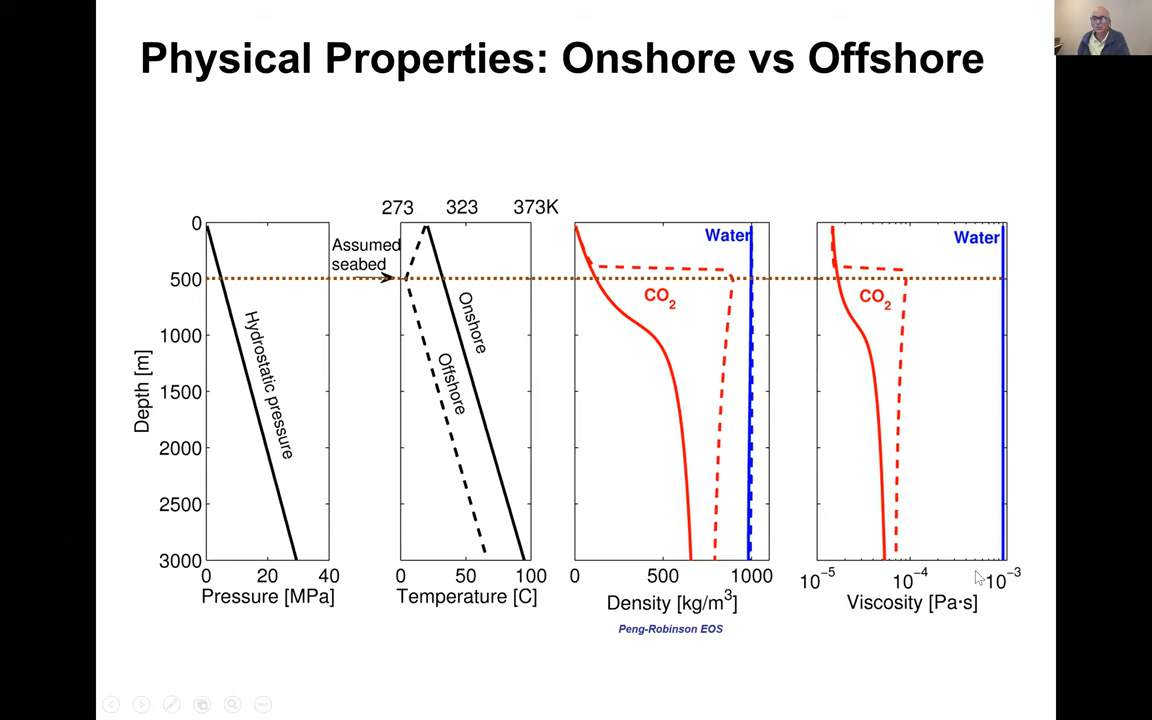 Physical Properties: Onshore vs Offshore
273 323 373K
0
500
1000
1500
2000
2500
3000
Depth [m]
Hydrostatic pressure
0 20 40
Pressure [MPa]
Assumed
seabed
Onshore
Offshore
0 50 100
Temperature [C]
Water
CO2
0 500 1000
Density [kg/m3]
Peng-Robinson EOS
Water
CO2
10−5 10−4 10−3
Viscosity [Pa·s]